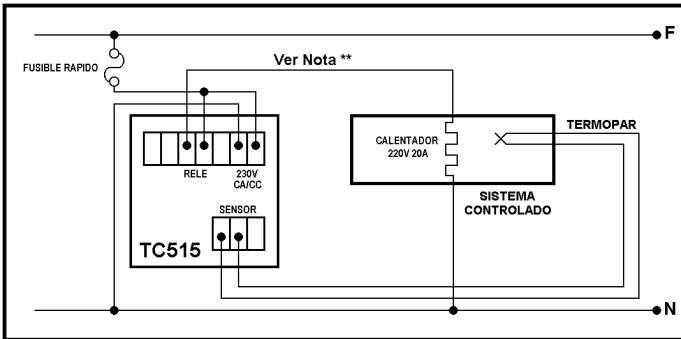 F
FUSIBLE RAPIDO
Ver Nota **
TERMOPAR
CALENTADOR
220V 20A
RELE
230V
CA/CC
SISTEMA
CONTROLADO
SENSOR
TC515
N